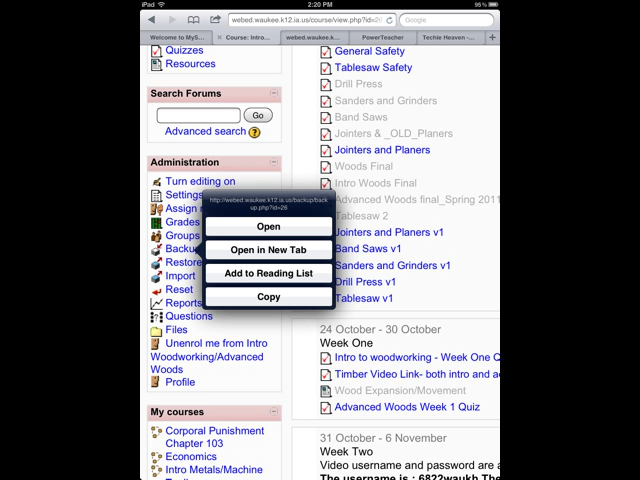 iPad 2:20 PM 95 %
webed.waukee.k12.ia.us/course/view.php?id=26 Google
Welcome to MyS... Course: Intro... webed.waukee.k... PowerTeacher Techie Heaven -...
Quizzes
Resources
Search Forums
Go
Advanced search ?
Administration
Turn editing on
Settings
Assign
Grades
Groups
Backu
Restore
Import
Reset
Reports
Questions
Files
Unenrol me from Intro
Woodworking/Advanced
Woods
Profile
My courses
Corporal Punishment
Chapter 103
Economics
Intro Metals/Machine
http://webed.waukee.k12.ia.us/backup/back
up.php?id=26
Open
Open in New Tab
Add to Reading List
Copy
General Safety
Tablesaw Safety
Drill Press
Sanders and Grinders
Band Saws
Jointers & _OLD_Planers
Jointers and Planers
Woods Final
Intro Woods Final
Advanced Woods final_Spring 2011
Tablesaw 2
Jointers and Planers v1
Band Saws v1
Sanders and Grinders v1
Drill Press v1
Tablesaw v1
24 October - 30 October
Week One
Intro to woodworking - Week One Q
Timber Video Link- both intro and a
Wood Expansion/Movement
Advanced Woods Week 1 Quiz
31 October - 6 November
Week Two
Video username and password are a
The username is : 6822waukh The